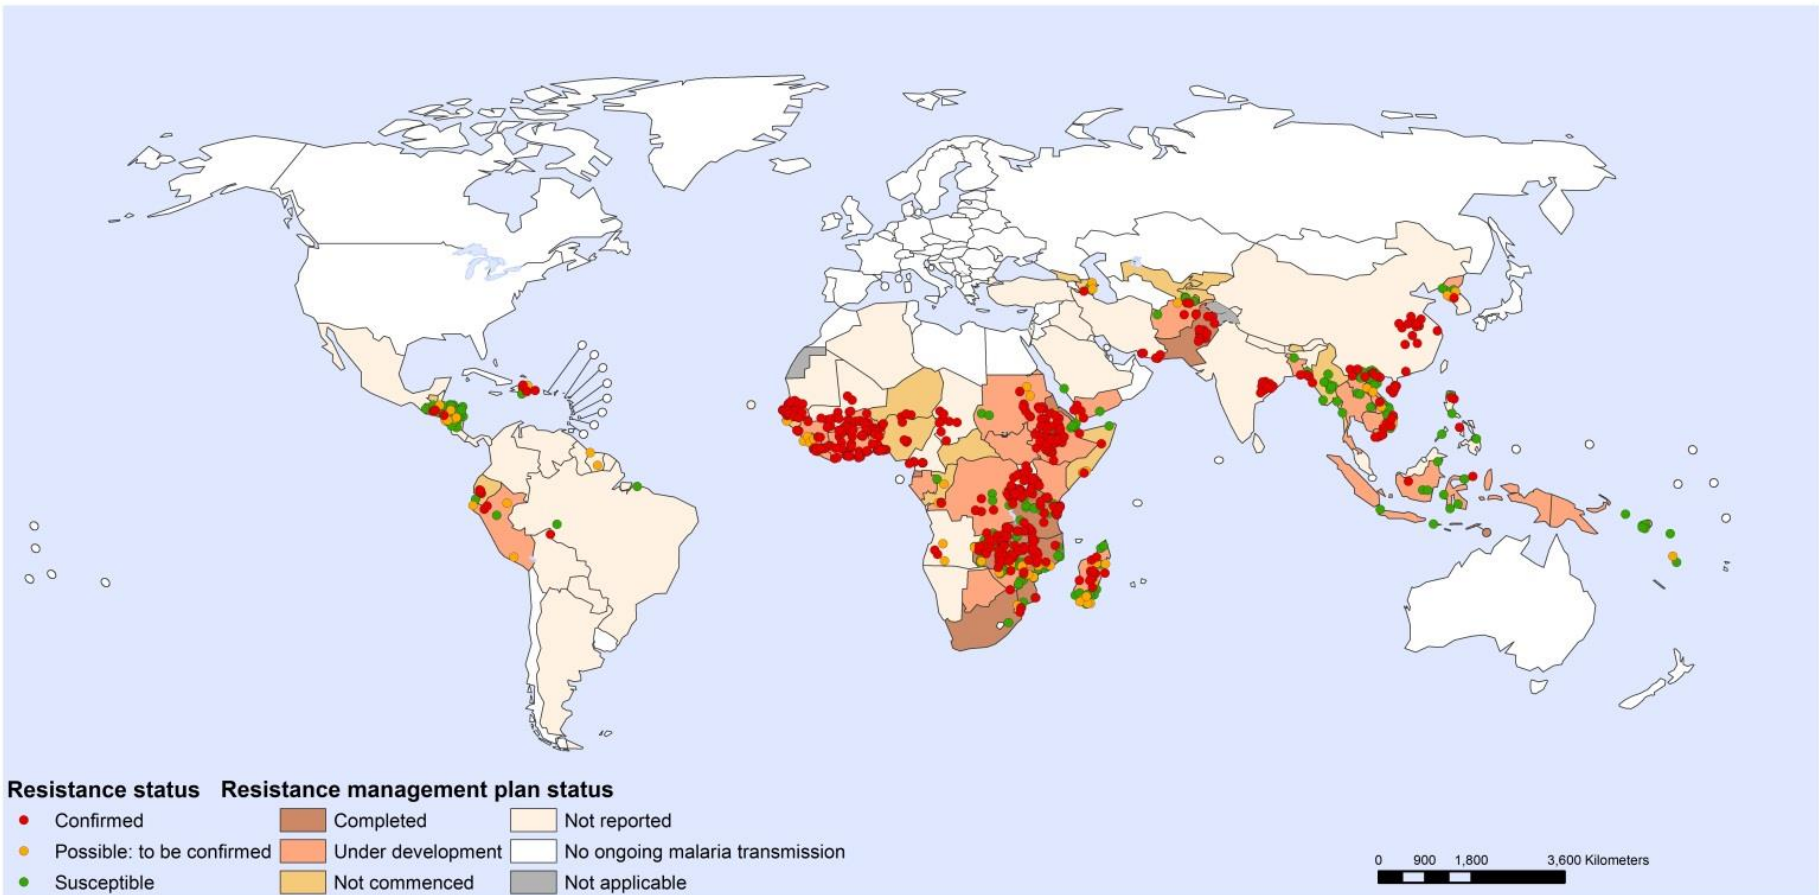 Resistance status Resistance management plan status
Confirmed Completed Not reported
Possible: to be confirmed Under development No ongoing malaria transmission
Susceptible Not commenced Not applicable
0 900 1,800 3,600 Kilometers